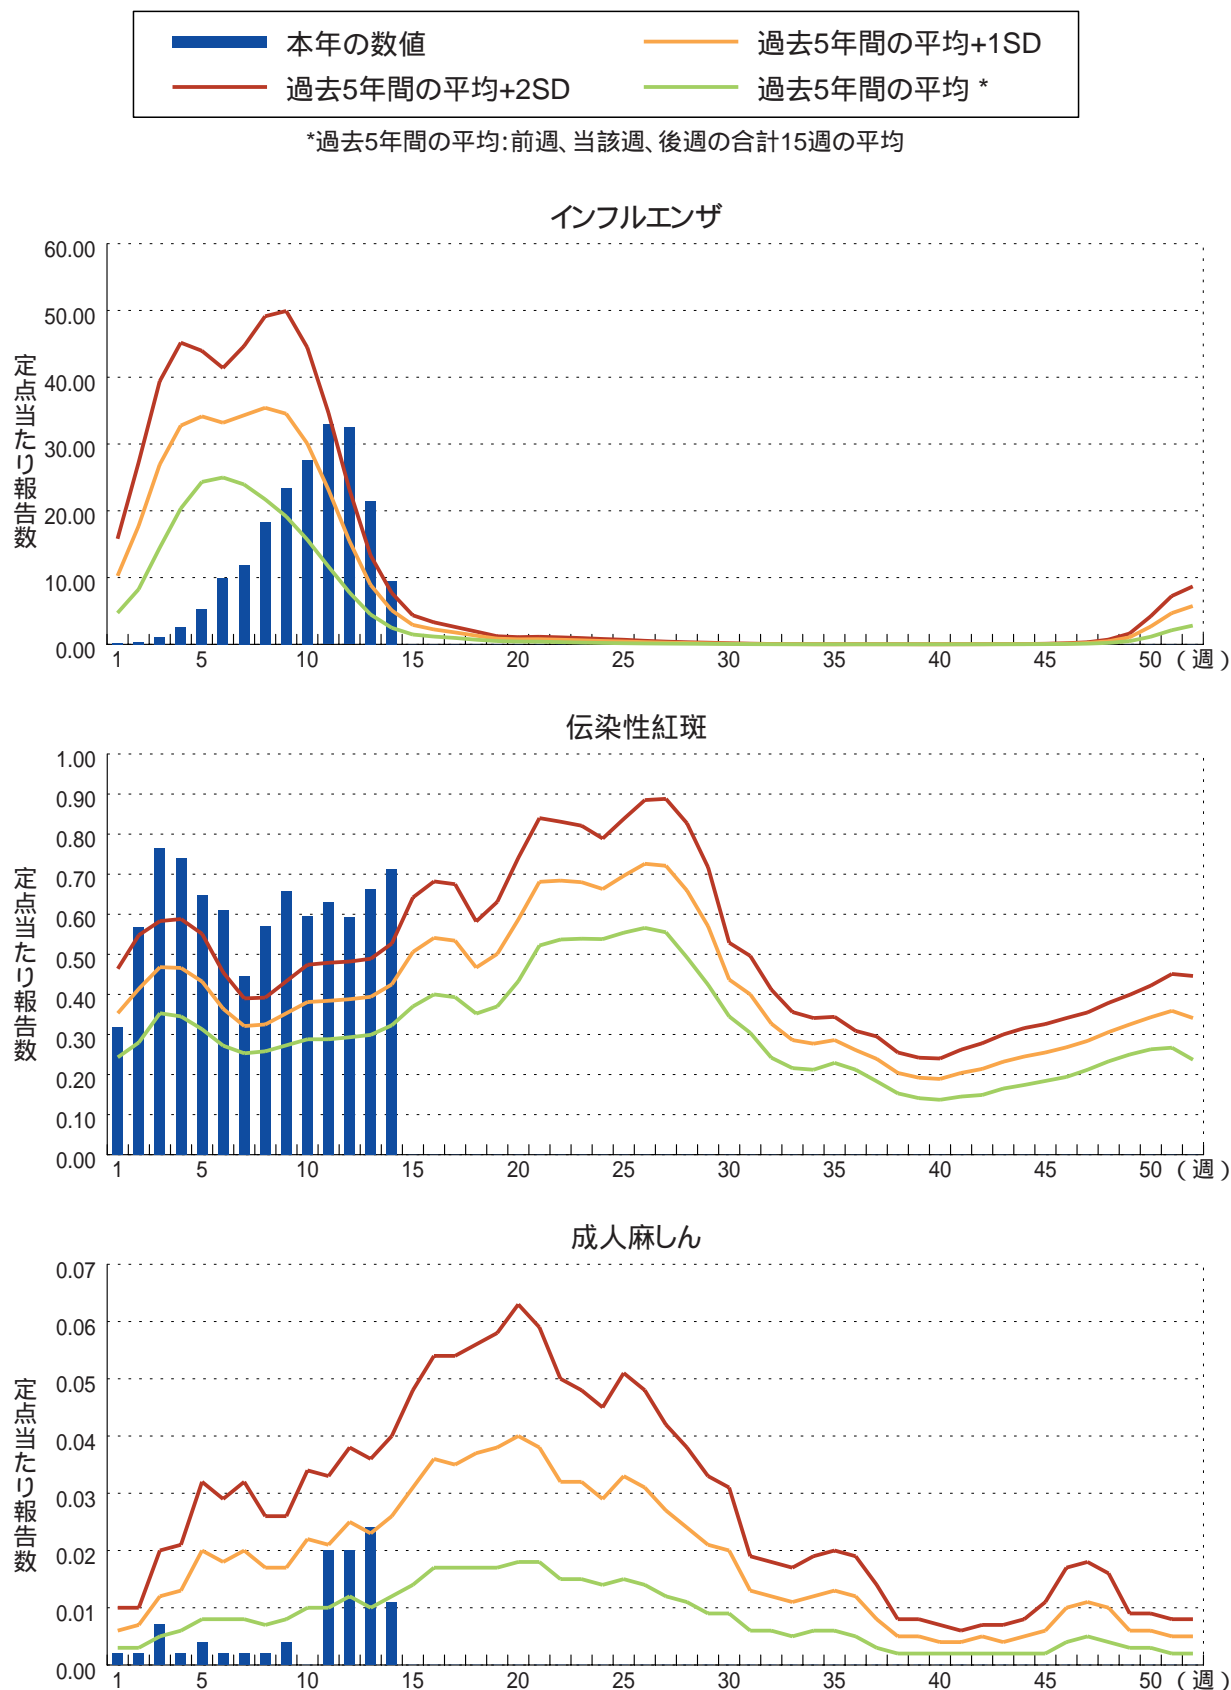 本年の数値
過去5年間の平均+1SD
過去5年間の平均+2SD
過去5年間の平均 *
*過去5年間の平均:前週、当該週、後週の合計15週の平均
インフルエンザ
定点当たり報告数
60.00
50.00
40.00
30.00
20.00
10.00
0.00
1 5 10 15 20 25 30 35 40 45 50 (週)
伝染性紅斑
定点当たり報告数
1.00
0.90
0.80
0.70
0.60
0.50
0.40
0.30
0.20
0.10
0.00
1 5 10 15 20 25 30 35 40 45 50 (週)
成人麻しん
定点当たり報告数
0.07
0.06
0.05
0.04
0.03
0.02
0.01
0.00
1 5 10 15 20 25 30 35 40 45 50 (週)